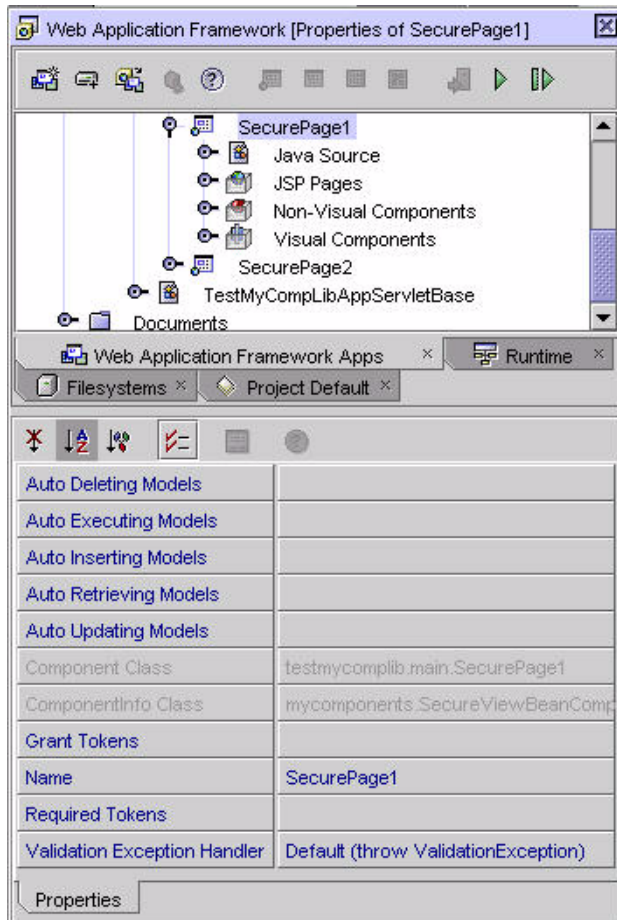 Web Application Framework [Properties of SecurePage1]
SecurePage1
Java Source
JSP Pages
Non-Visual Components
Visual Components
SecurePage2
TestMyCompLibAppServletBase
Documents
Web Application Framework Apps
Runtime
Filesystems
Project Default
Auto Deleting Models
Auto Executing Models
Auto Inserting Models
Auto Retrieving Models
Auto Updating Models
Component Class testmycomplib.main.SecurePage1
ComponentInfo Class mycomponents.SecureViewBeanComp
Grant Tokens
Name SecurePage1
Required Tokens
Validation Exception Handler Default (throw ValidationException)
Properties